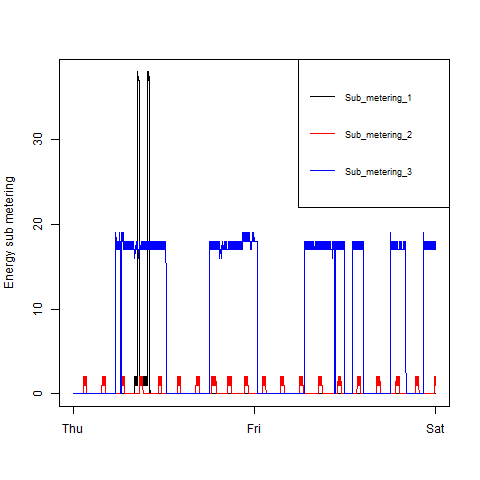 Energy sub metering
30
20
10
0
Thu
Fri
Sat
Sub_metering_1
Sub_metering_2
Sub_metering_3